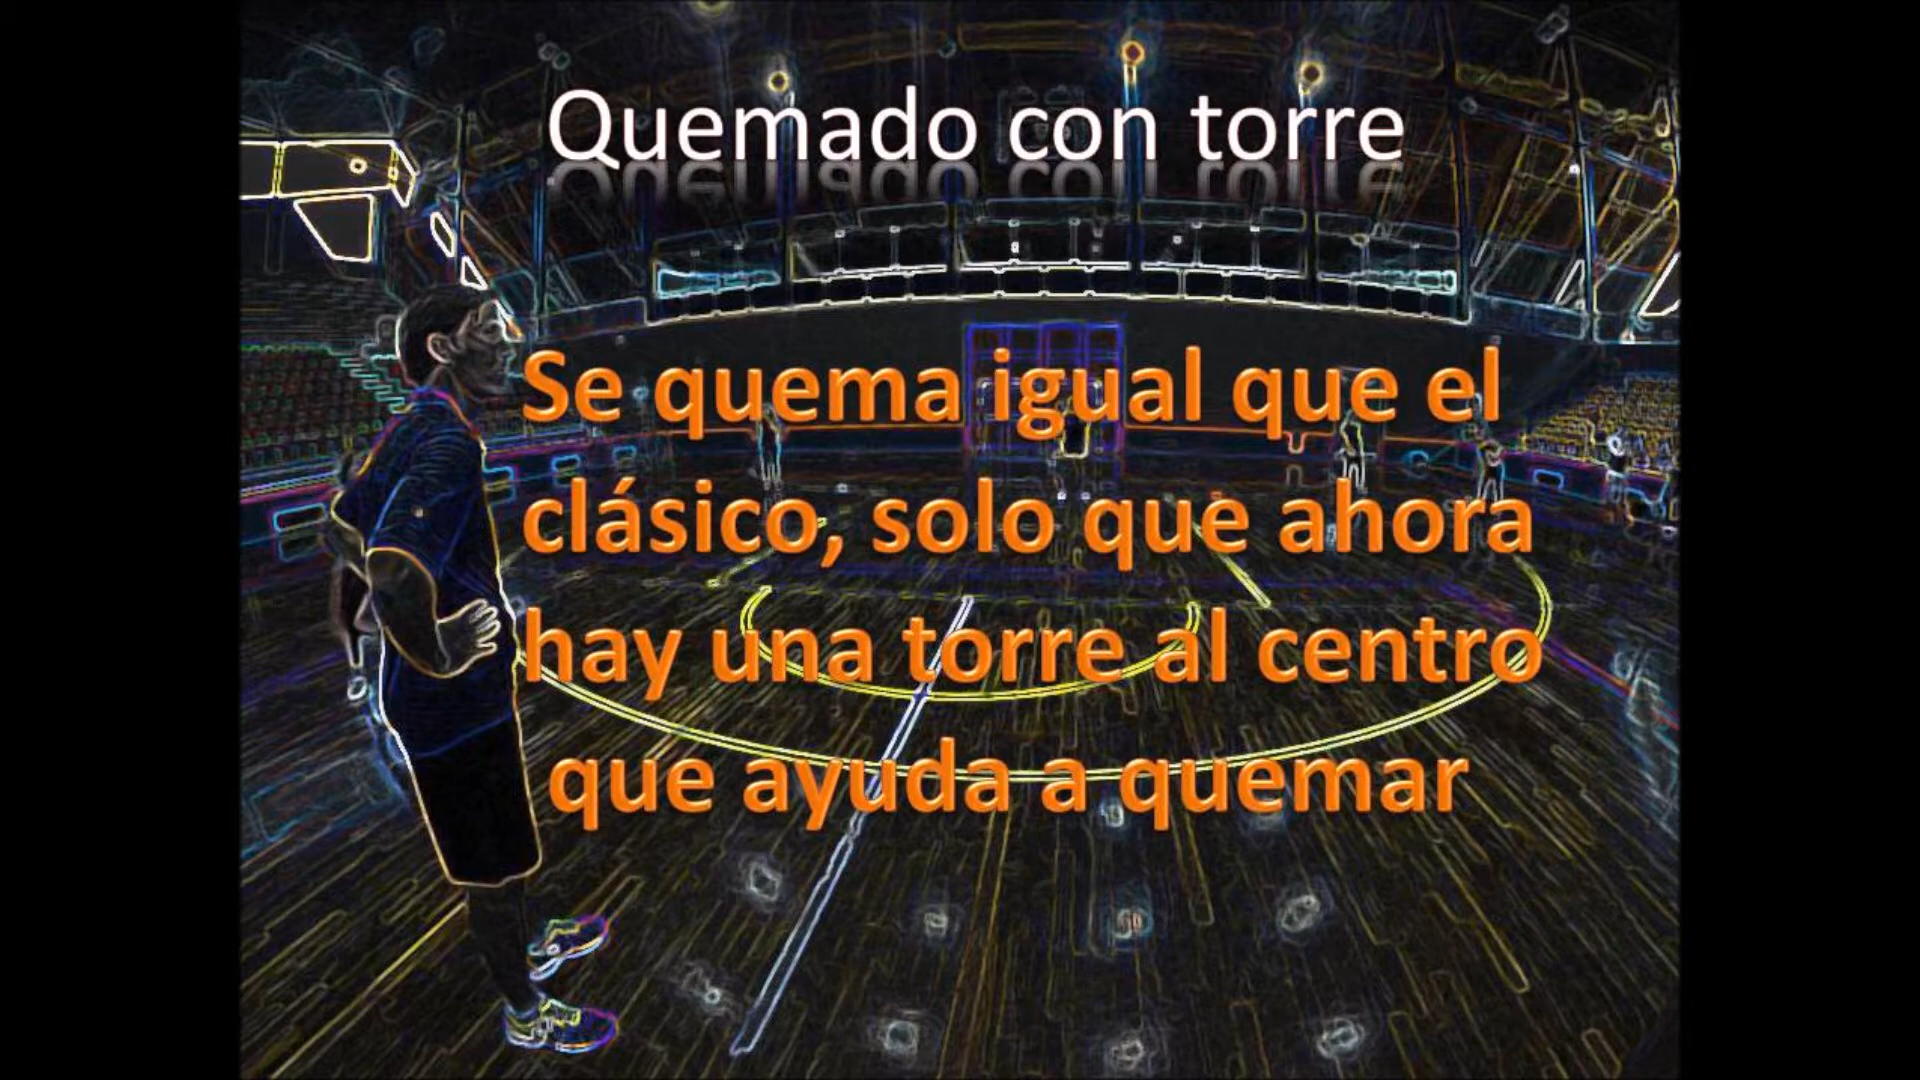 Quemado con torre
Se quema igual que el
clásico, solo que ahora
hay una torre al centro
que ayuda a quemar